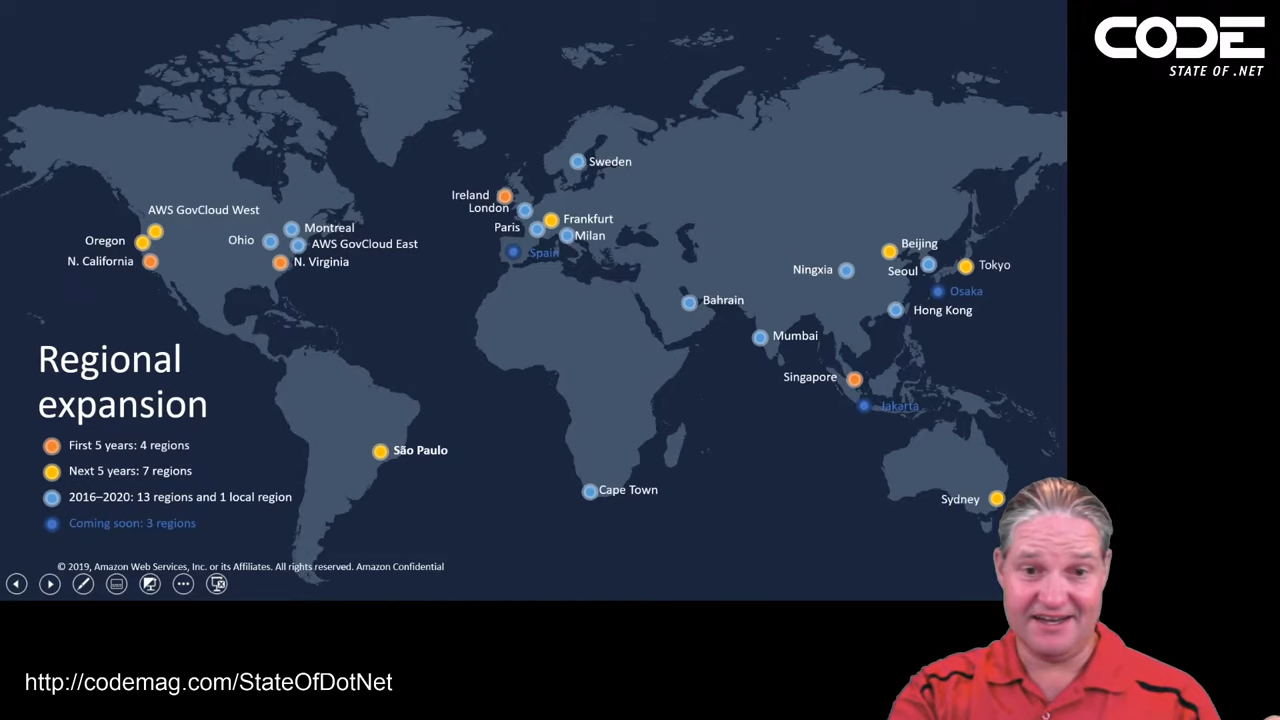 CODE
STATE OF .NET
Sweden
Ireland
London
Frankfurt
Paris
Milan
Spain
AWS GovCloud West
Oregon
N. California
Ohio
Montreal
AWS GovCloud East
N. Virginia
Beijing
Seoul
Tokyo
Ningxia
Osaka
Hong Kong
Bahrain
Mumbai
Singapore
Jakarta
São Paulo
Cape Town
Sydney
Regional
expansion
First 5 years: 4 regions
Next 5 years: 7 regions
2016–2020: 13 regions and 1 local region
Coming soon: 3 regions
© 2019, Amazon Web Services, Inc. or its Affiliates. All rights reserved. Amazon Confidential
http://codemag.com/StateOfDotNet